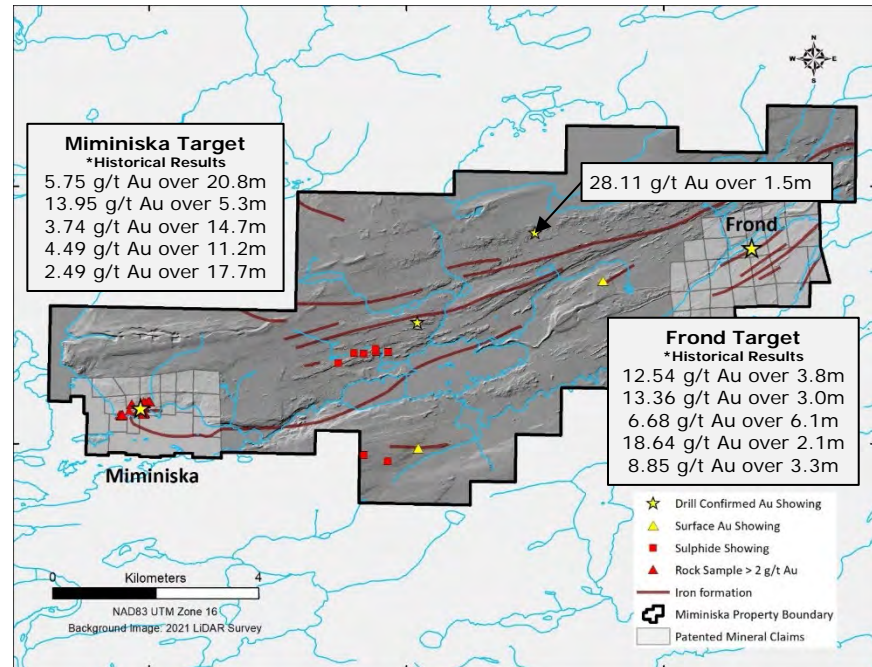 N
W
E
S
Miminiska Target
*Historical Results
5.75 g/t Au over 20.8m
13.95 g/t Au over 5.3m
3.74 g/t Au over 14.7m
4.49 g/t Au over 11.2m
2.49 g/t Au over 17.7m
28.11 g/t Au over 1.5m
Frond
Frond Target
*Historical Results
12.54 g/t Au over 3.8m
13.36 g/t Au over 3.0m
6.68 g/t Au over 6.1m
18.64 g/t Au over 2.1m
8.85 g/t Au over 3.3m
Miminiska
Kilometers
0
4
NAD83 UTM Zone 16
Background Image: 2021 LiDAR Survey
Drill Confirmed Au Showing
Surface Au Showing
Sulphide Showing
Rock Sample > 2 g/t Au
Iron formation
Miminiska Property Boundary
Patented Mineral Claims